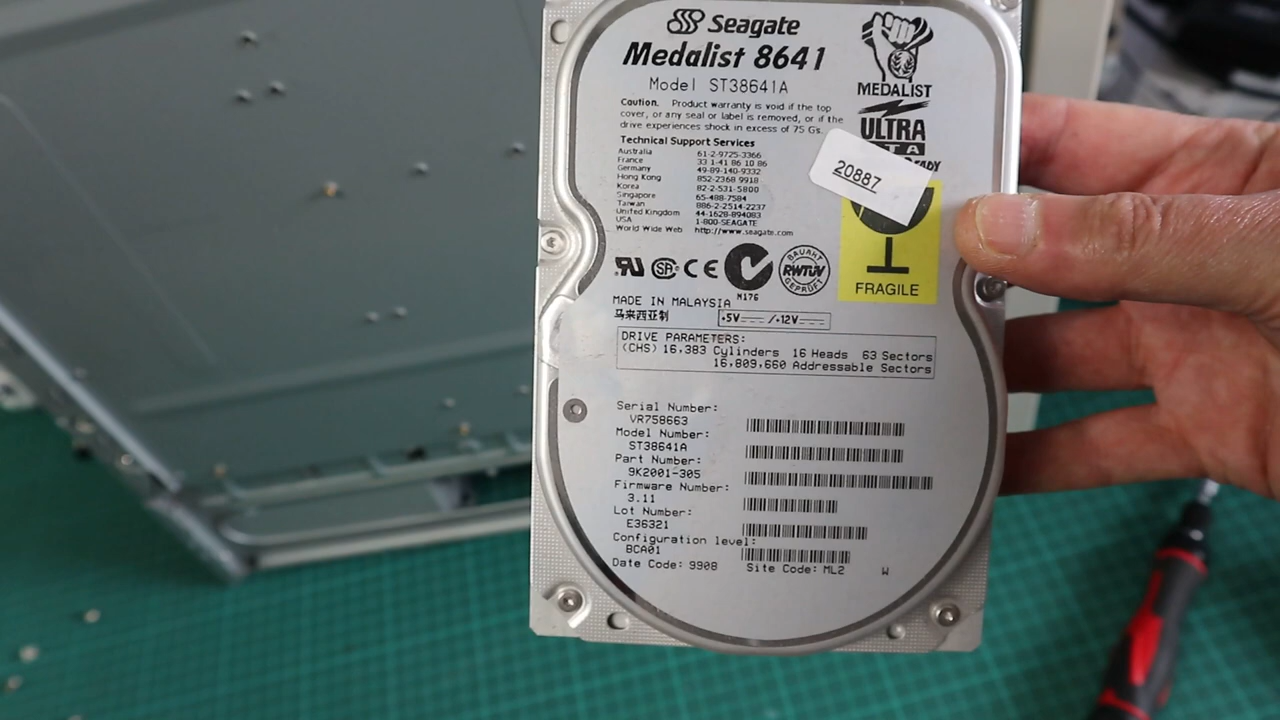 Seagate
Medalist 8641
Model ST38641A
MEDALIST
Caution. Product warranty is void if the top
cover, or any seal or label is removed, or if the
drive experiences shock in excess of 75 G's.
ULTRA
TA
ADY
20887
Technical Support Services
Australia 61-2-9725-3366
France 33 1-41 86 10 86
Germany 49-89-140-9332
Hong Kong 852-2368 9918
Korea 82-2-531-5800
Singapore 65-488-7584
Taiwan 886-2-2514-2237
United Kingdom 44-1628-894083
USA 1-800-SEAGATE
World Wide Web http://www.seagate.com
FRAGILE
CE
BAUART
RWTÜV
GEPRÜFT
N176
MADE IN MALAYSIA
马来西亚制
+5V /+12V
DRIVE PARAMETERS:
(CHS) 16,383 Cylinders 16 Heads 63 Sectors
16,809,660 Addressable Sectors
Serial Number:
VR758663
Model Number:
ST38641A
Part Number:
9K2001-305
Firmware Number:
3.11
Lot Number:
E36321
Configuration level:
BCA01
Date Code: 9908 Site Code: ML2 W